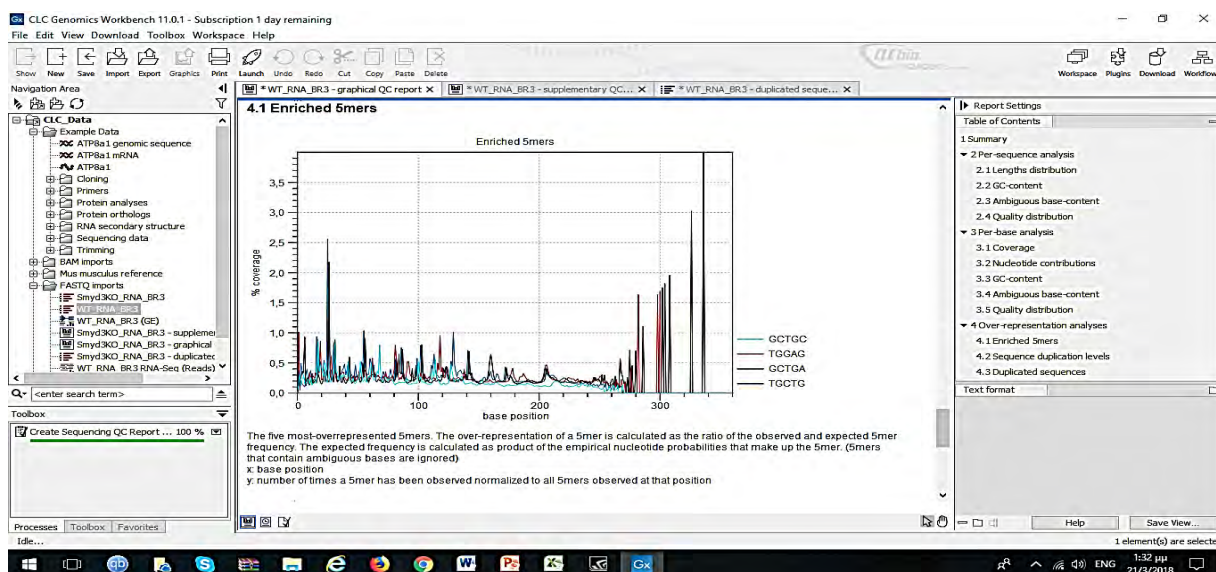 CLC Genomics Workbench 11.0.1 - Subscription 1 day remaining
File Edit View Download Toolbox Workspace Help
Show New Save Import Export Graphics Print Launch Undo Redo Cut Copy Paste Delete
Workspace Plugins Download Workflow
Navigation Area
CLC_Data
Example Data
ATP8a1 genomic sequence
ATP8a1 mRNA
ATP8a1
Cloning
Primers
Protein analyses
Protein orthologs
RNA secondary structure
Sequencing data
Trimming
BAM imports
Mus musculus reference
FASTQ imports
Smyd3KO_RNA_BR3
WT_RNA_BR3
WT_RNA_BR3 (GE)
Smyd3KO_RNA_BR3 - supplemer
Smyd3KO_RNA_BR3 - graphical
Smyd3KO_RNA_BR3 - duplicatec
WT_RNA_BR3 RNA-Seq (Reads)
<enter search term>
Toolbox
Create Sequencing QC Report ... 100 %
Processes Toolbox Favorites
Idle...
* WT_RNA_BR3 - graphical QC report
* WT_RNA_BR3 - supplementary QC...
* WT_RNA_BR3 - duplicated seque...
4.1 Enriched 5mers
Enriched 5mers
% coverage
3,5
3,0
2,5
2,0
1,5
1,0
0,5
0,0
0 100 200 300
base position
GCTGC
TGGAG
GCTGA
TGCTG
The five most-overrepresented 5mers. The over-representation of a 5mer is calculated as the ratio of the observed and expected 5mer
frequency. The expected frequency is calculated as product of the empirical nucleotide probabilities that make up the 5mer. (5mers
that contain ambiguous bases are ignored)
x: base position
y: number of times a 5mer has been observed normalized to all 5mers observed at that position
Report Settings
Table of Contents
1 Summary
2 Per-sequence analysis
2.1 Lengths distribution
2.2 GC-content
2.3 Ambiguous base-content
2.4 Quality distribution
3 Per-base analysis
3.1 Coverage
3.2 Nucleotide contributions
3.3 GC-content
3.4 Ambiguous base-content
3.5 Quality distribution
4 Over-representation analyses
4.1 Enriched 5mers
4.2 Sequence duplication levels
4.3 Duplicated sequences
Text format
Help Save View...
1 element(s) are selected
ENG
1:32 μμ
21/3/2018